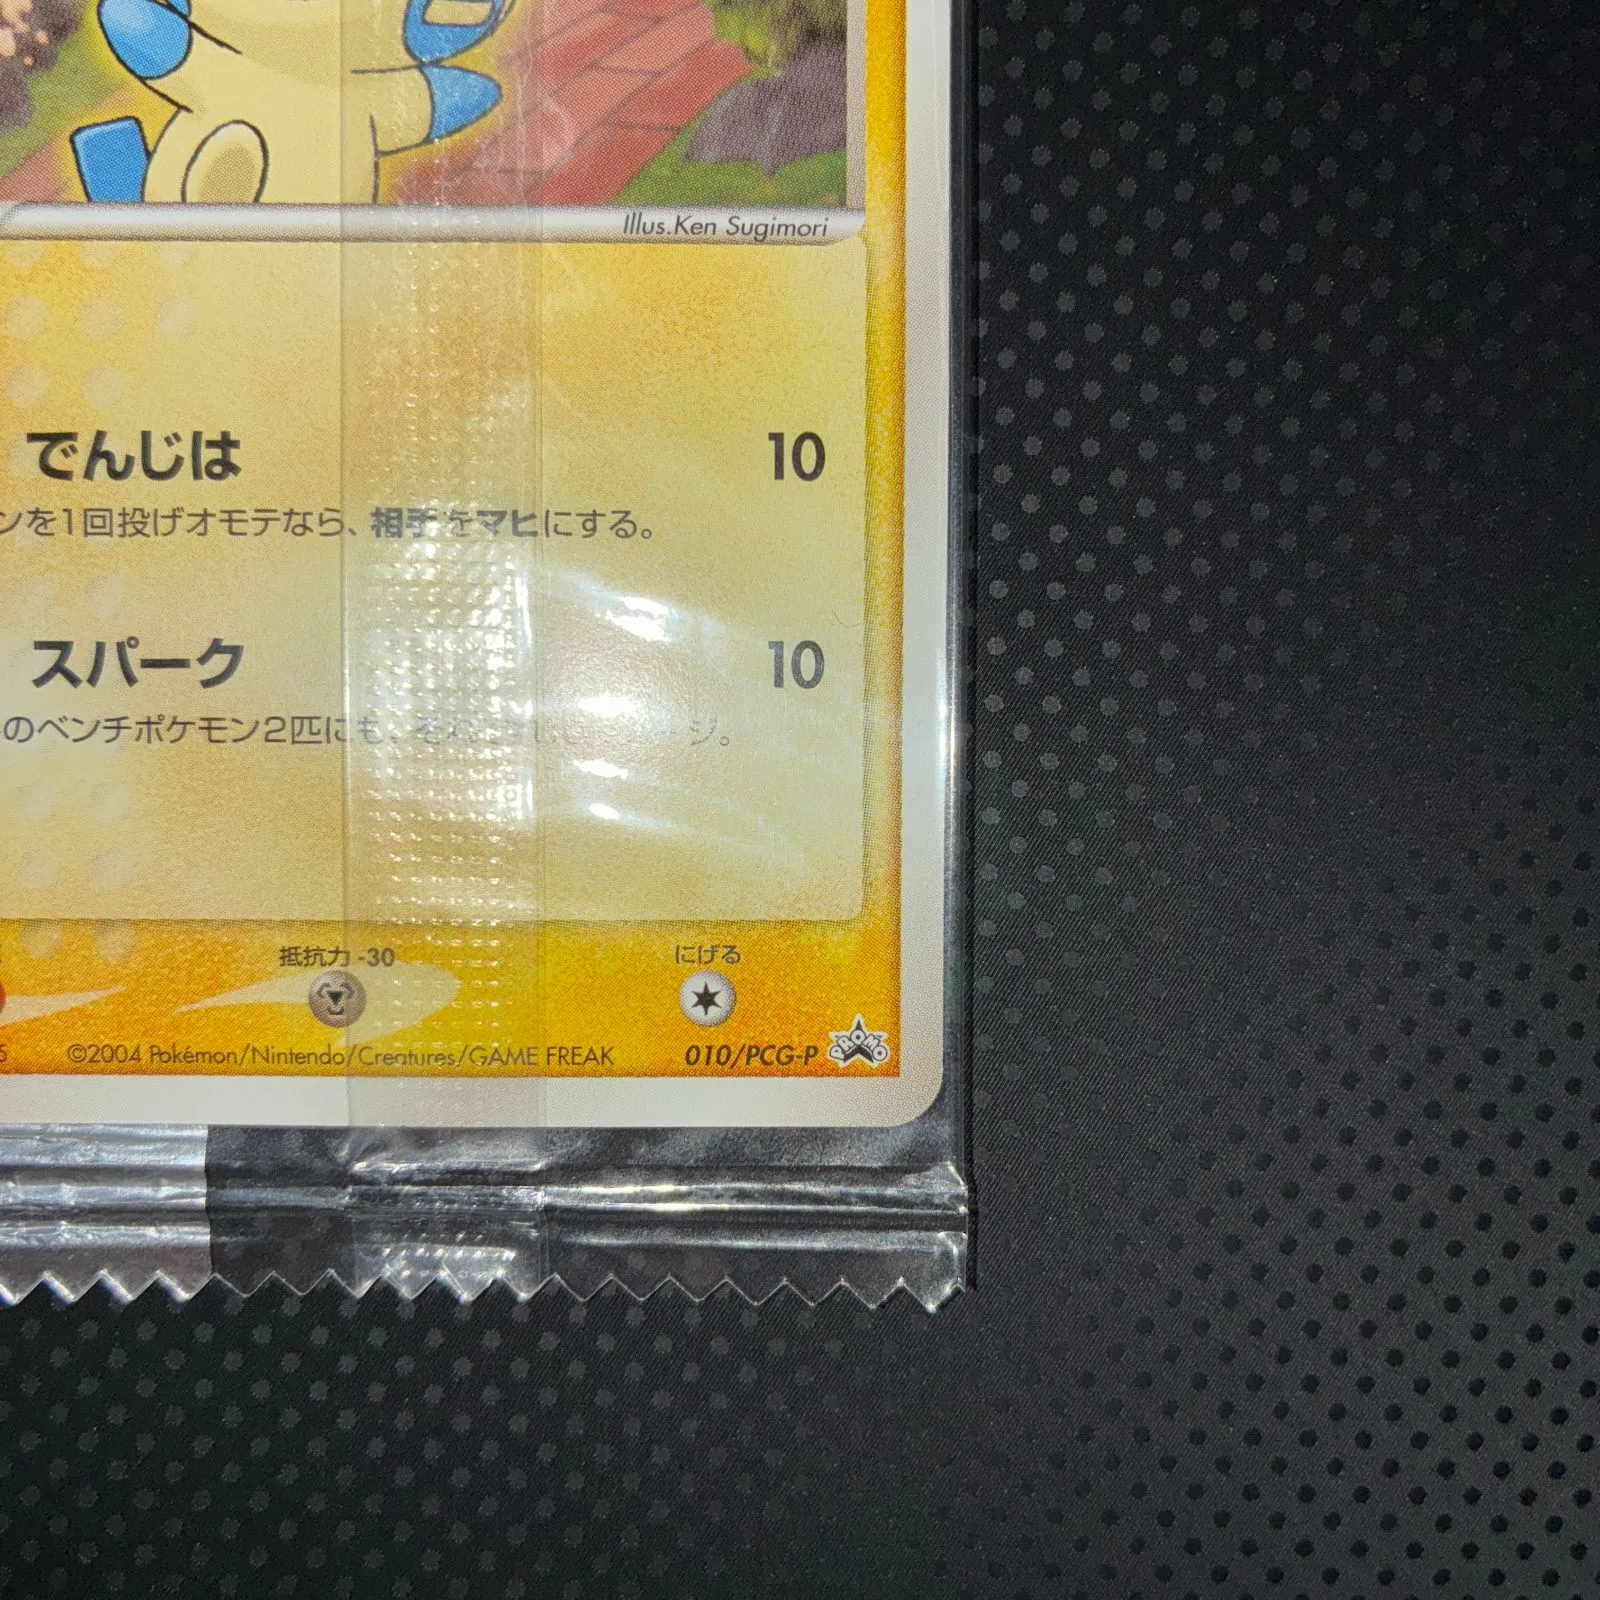 Illus.Ken Sugimori
でんじは 10
ンを1回投げオモテなら、相手をマヒにする。
スパーク 10
のベンチポケモン2匹にも、それ
ジ。
抵抗力 -30 にげる
©2004 Pokémon/Nintendo/Creatures/GAME FREAK 010/PCG-P PROMO